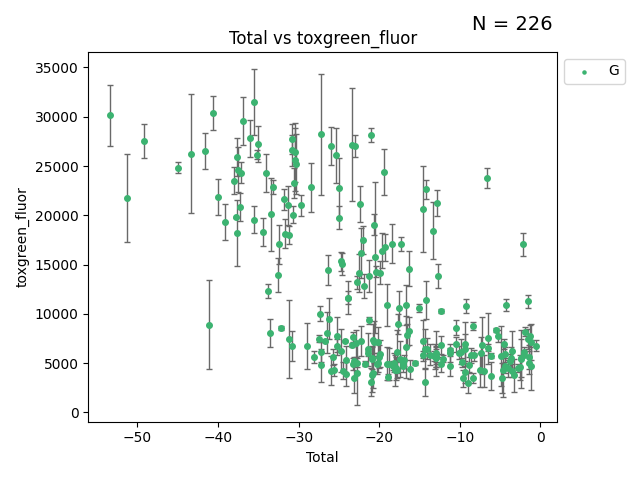 N = 226
Total vs toxgreen_fluor
G
35000
30000
25000
20000
15000
10000
5000
0
toxgreen_fluor
−50 −40 −30 −20 −10 0
Total